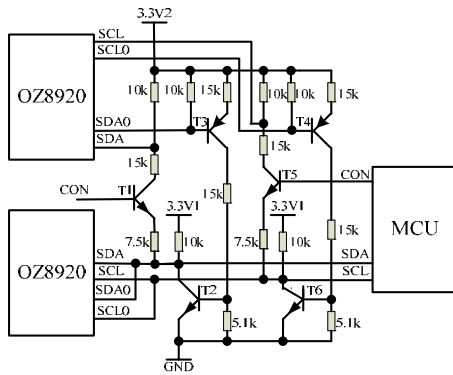 3.3V2
OZ8920
SCL
SCL0
SDA0
SDA
10k
10k
15k
10k
10k
15k
T3
T4
15k
15k
CON
T1
T5
CON
MCU
15k
15k
3.3V1
3.3V1
7.5k
10k
7.5k
10k
OZ8920
SDA
SCL
SDA0
SCL0
SDA
SCL
T2
T6
5.1k
5.1k
GND